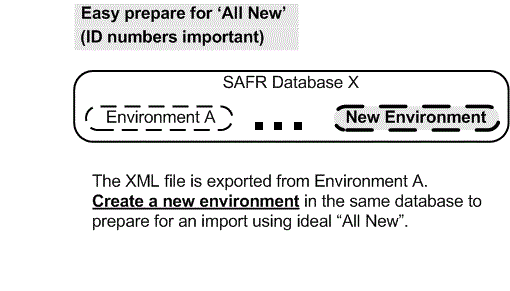 Easy prepare for ‘All New’
(ID numbers important)
SAFR Database X
Environment A
New Environment
The XML file is exported from Environment A.
Create a new environment in the same database to
prepare for an import using ideal “All New”.